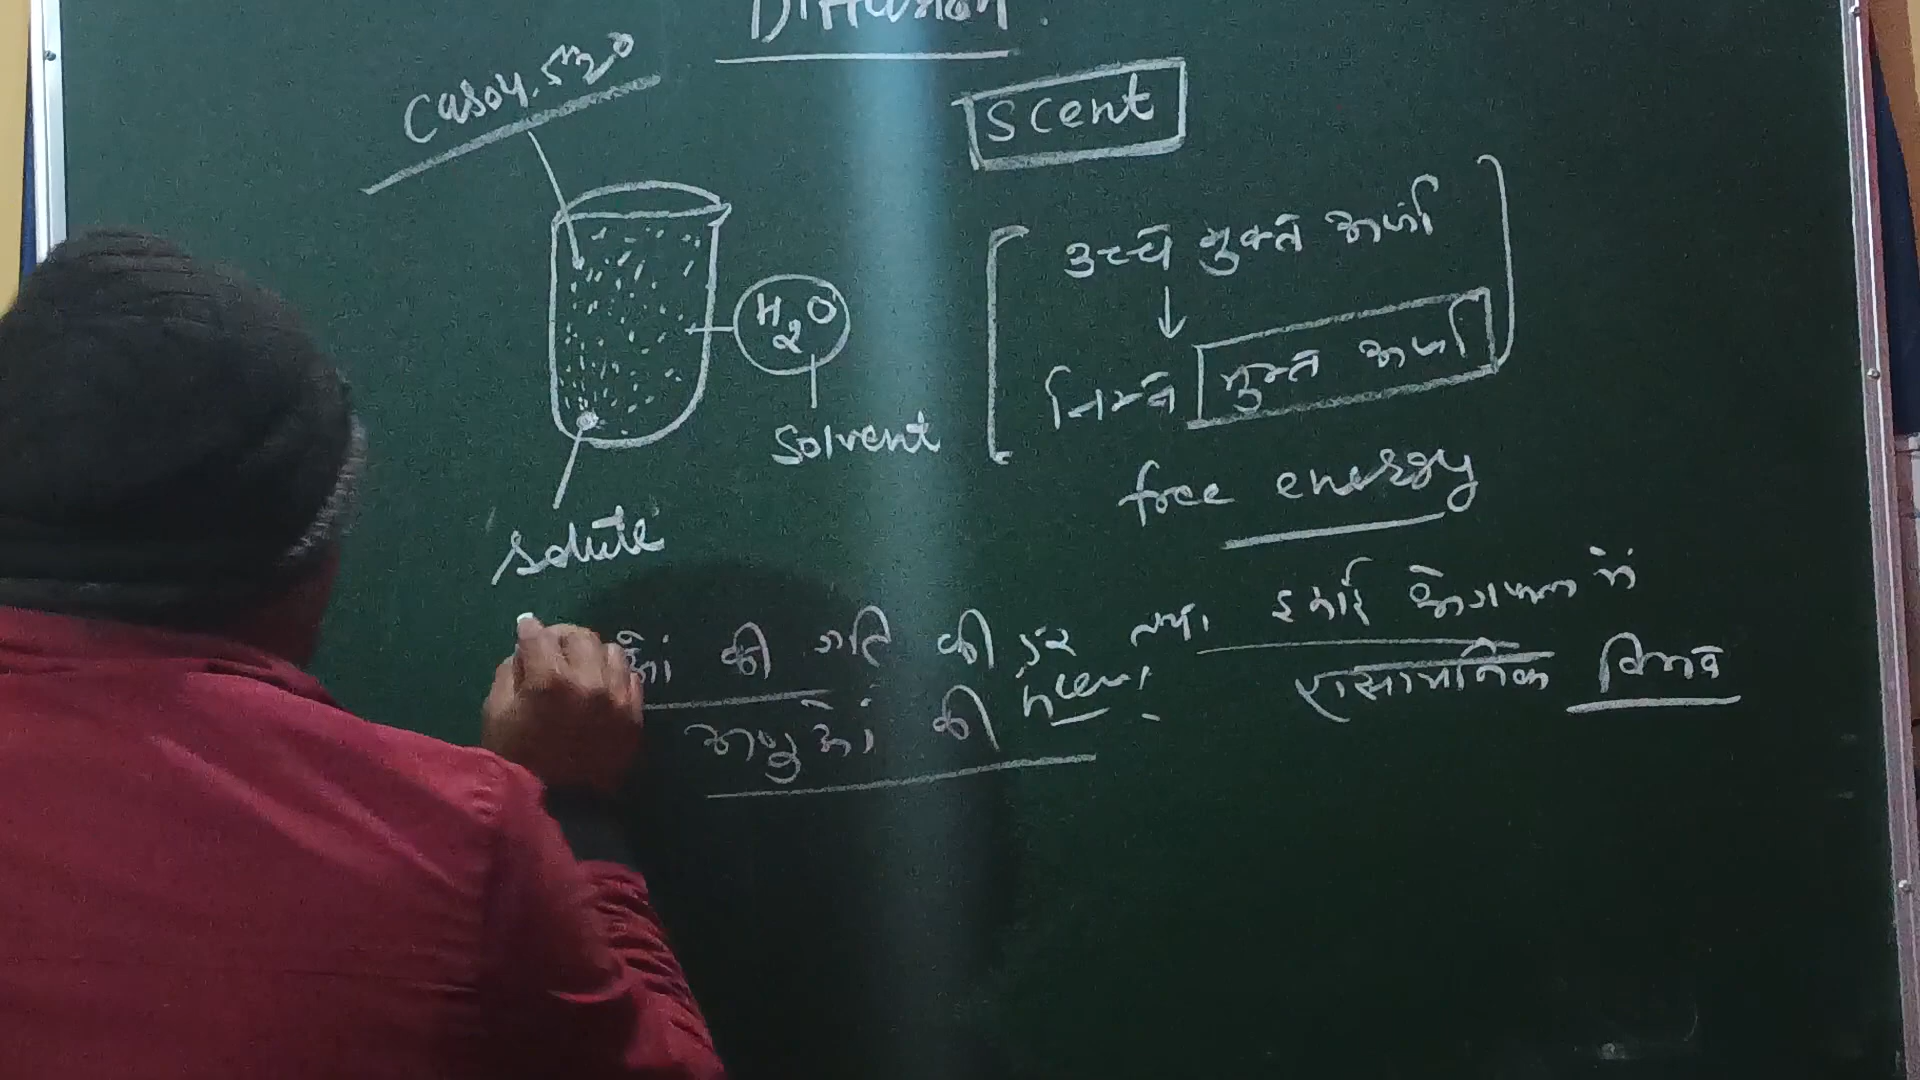 Diffusion.
CaSO4.5H2O
Scent
उच्च मुक्त ऊर्जा
↓
निम्न मुक्त ऊर्जा
free energy
H2O
Solvent
solute
की गति की दर तथा इकाई क्षेत्रफल में
अणुओं की संख्या
रासायनिक विभव